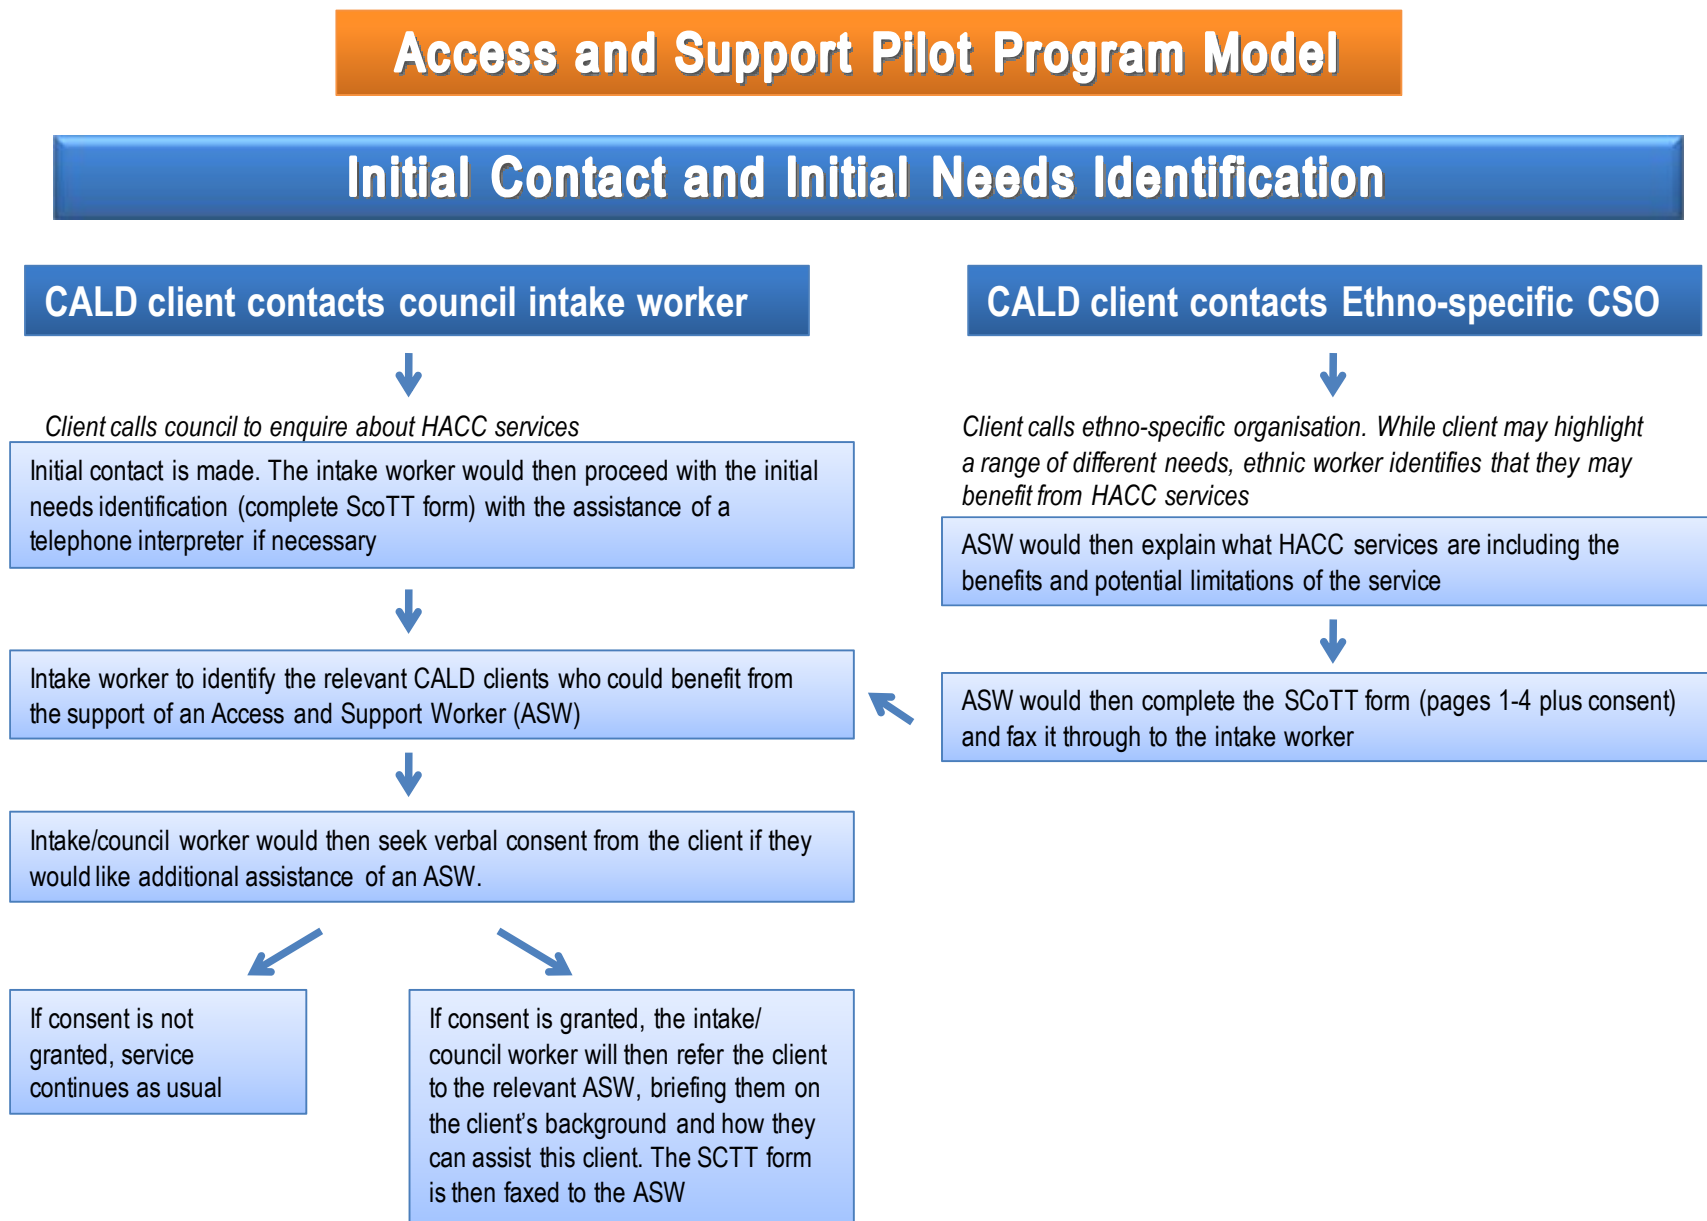 Access and Support Pilot Program Model
Initial Contact and Initial Needs Identification
CALD client contacts council intake worker
Client calls council to enquire about HACC services
Initial contact is made. The intake worker would then proceed with the initial
needs identification (complete ScoTT form) with the assistance of a
telephone interpreter if necessary
Intake worker to identify the relevant CALD clients who could benefit from
the support of an Access and Support Worker (ASW)
Intake/council worker would then seek verbal consent from the client if they
would like additional assistance of an ASW.
If consent is not
granted, service
continues as usual
If consent is granted, the intake/
council worker will then refer the client
to the relevant ASW, briefing them on
the client’s background and how they
can assist this client. The SCTT form
is then faxed to the ASW
CALD client contacts Ethno-specific CSO
Client calls ethno-specific organisation. While client may highlight
a range of different needs, ethnic worker identifies that they may
benefit from HACC services
ASW would then explain what HACC services are including the
benefits and potential limitations of the service
ASW would then complete the SCoTT form (pages 1-4 plus consent)
and fax it through to the intake worker